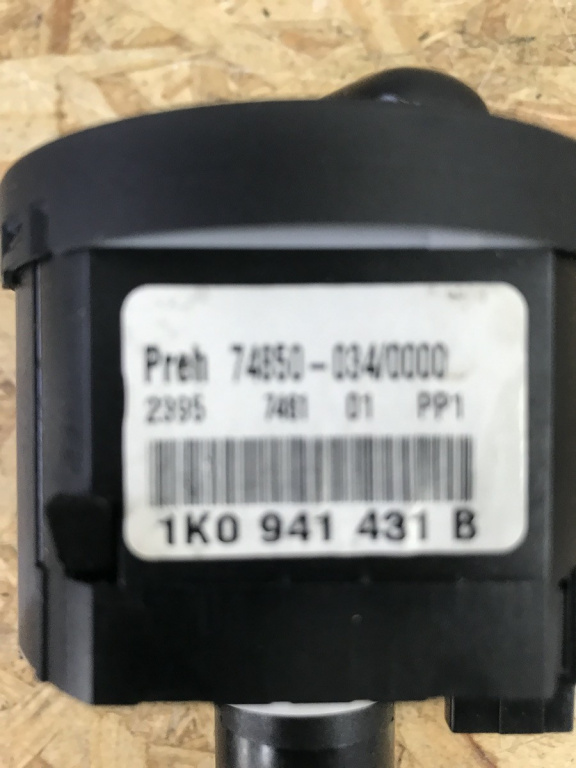 Preh 74850-034/0000
2395 7481 01 PP1
1K0 941 431 B